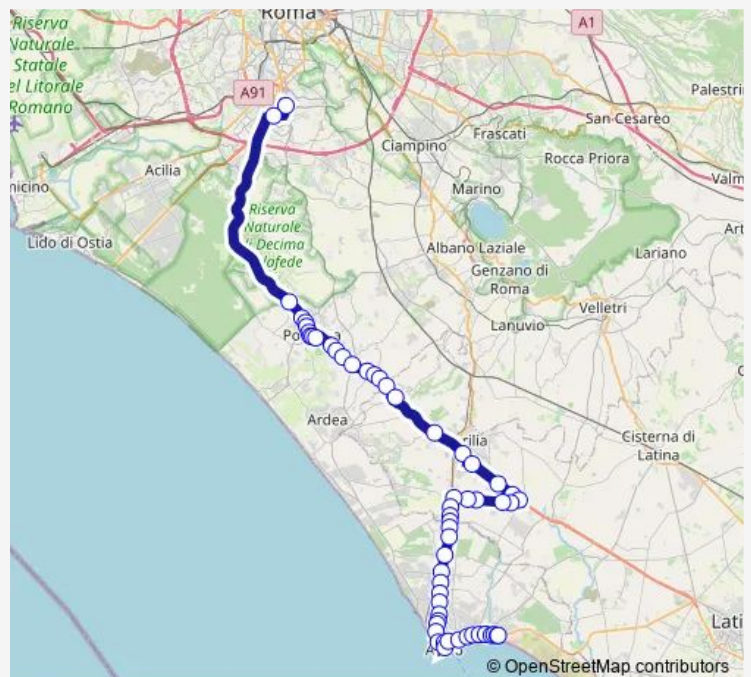 Roma
A1
Riserva
Naturale
Statale
el Litorale
Romano
A91
Palestri
San Cesareo
Frascati
Ciampino
Rocca Priora
Acilia
Valm
Marino
micino
Riserva
Naturale
Decima
Lido di Ostia
Albano Laziale
Lariano
Genzano di
Roma
Velletri
Lanuvio
Ardea
Cisterna di
Latina
Lati
© OpenStreetMap contributors